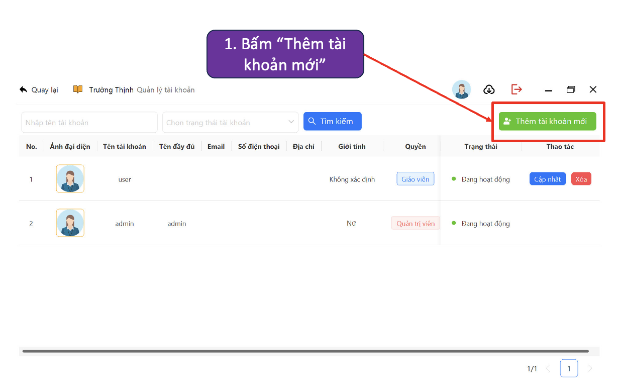 1. Bấm “Thêm tài
khoản mới”
Quay lại Trường Thịnh Quản lý tài khoản
Nhập tên tài khoản Chọn trạng thái tài khoản Tìm kiếm Thêm tài khoản mới
No. Ảnh đại diện Tên tài khoản Tên đầy đủ Email Số điện thoại Địa chỉ Giới tính Quyền Trạng thái Thao tác
1 user Không xác định Giáo viên Đang hoạt động Cập nhật Xóa
2 admin admin Nữ Quản trị viên Đang hoạt động
1/1 1